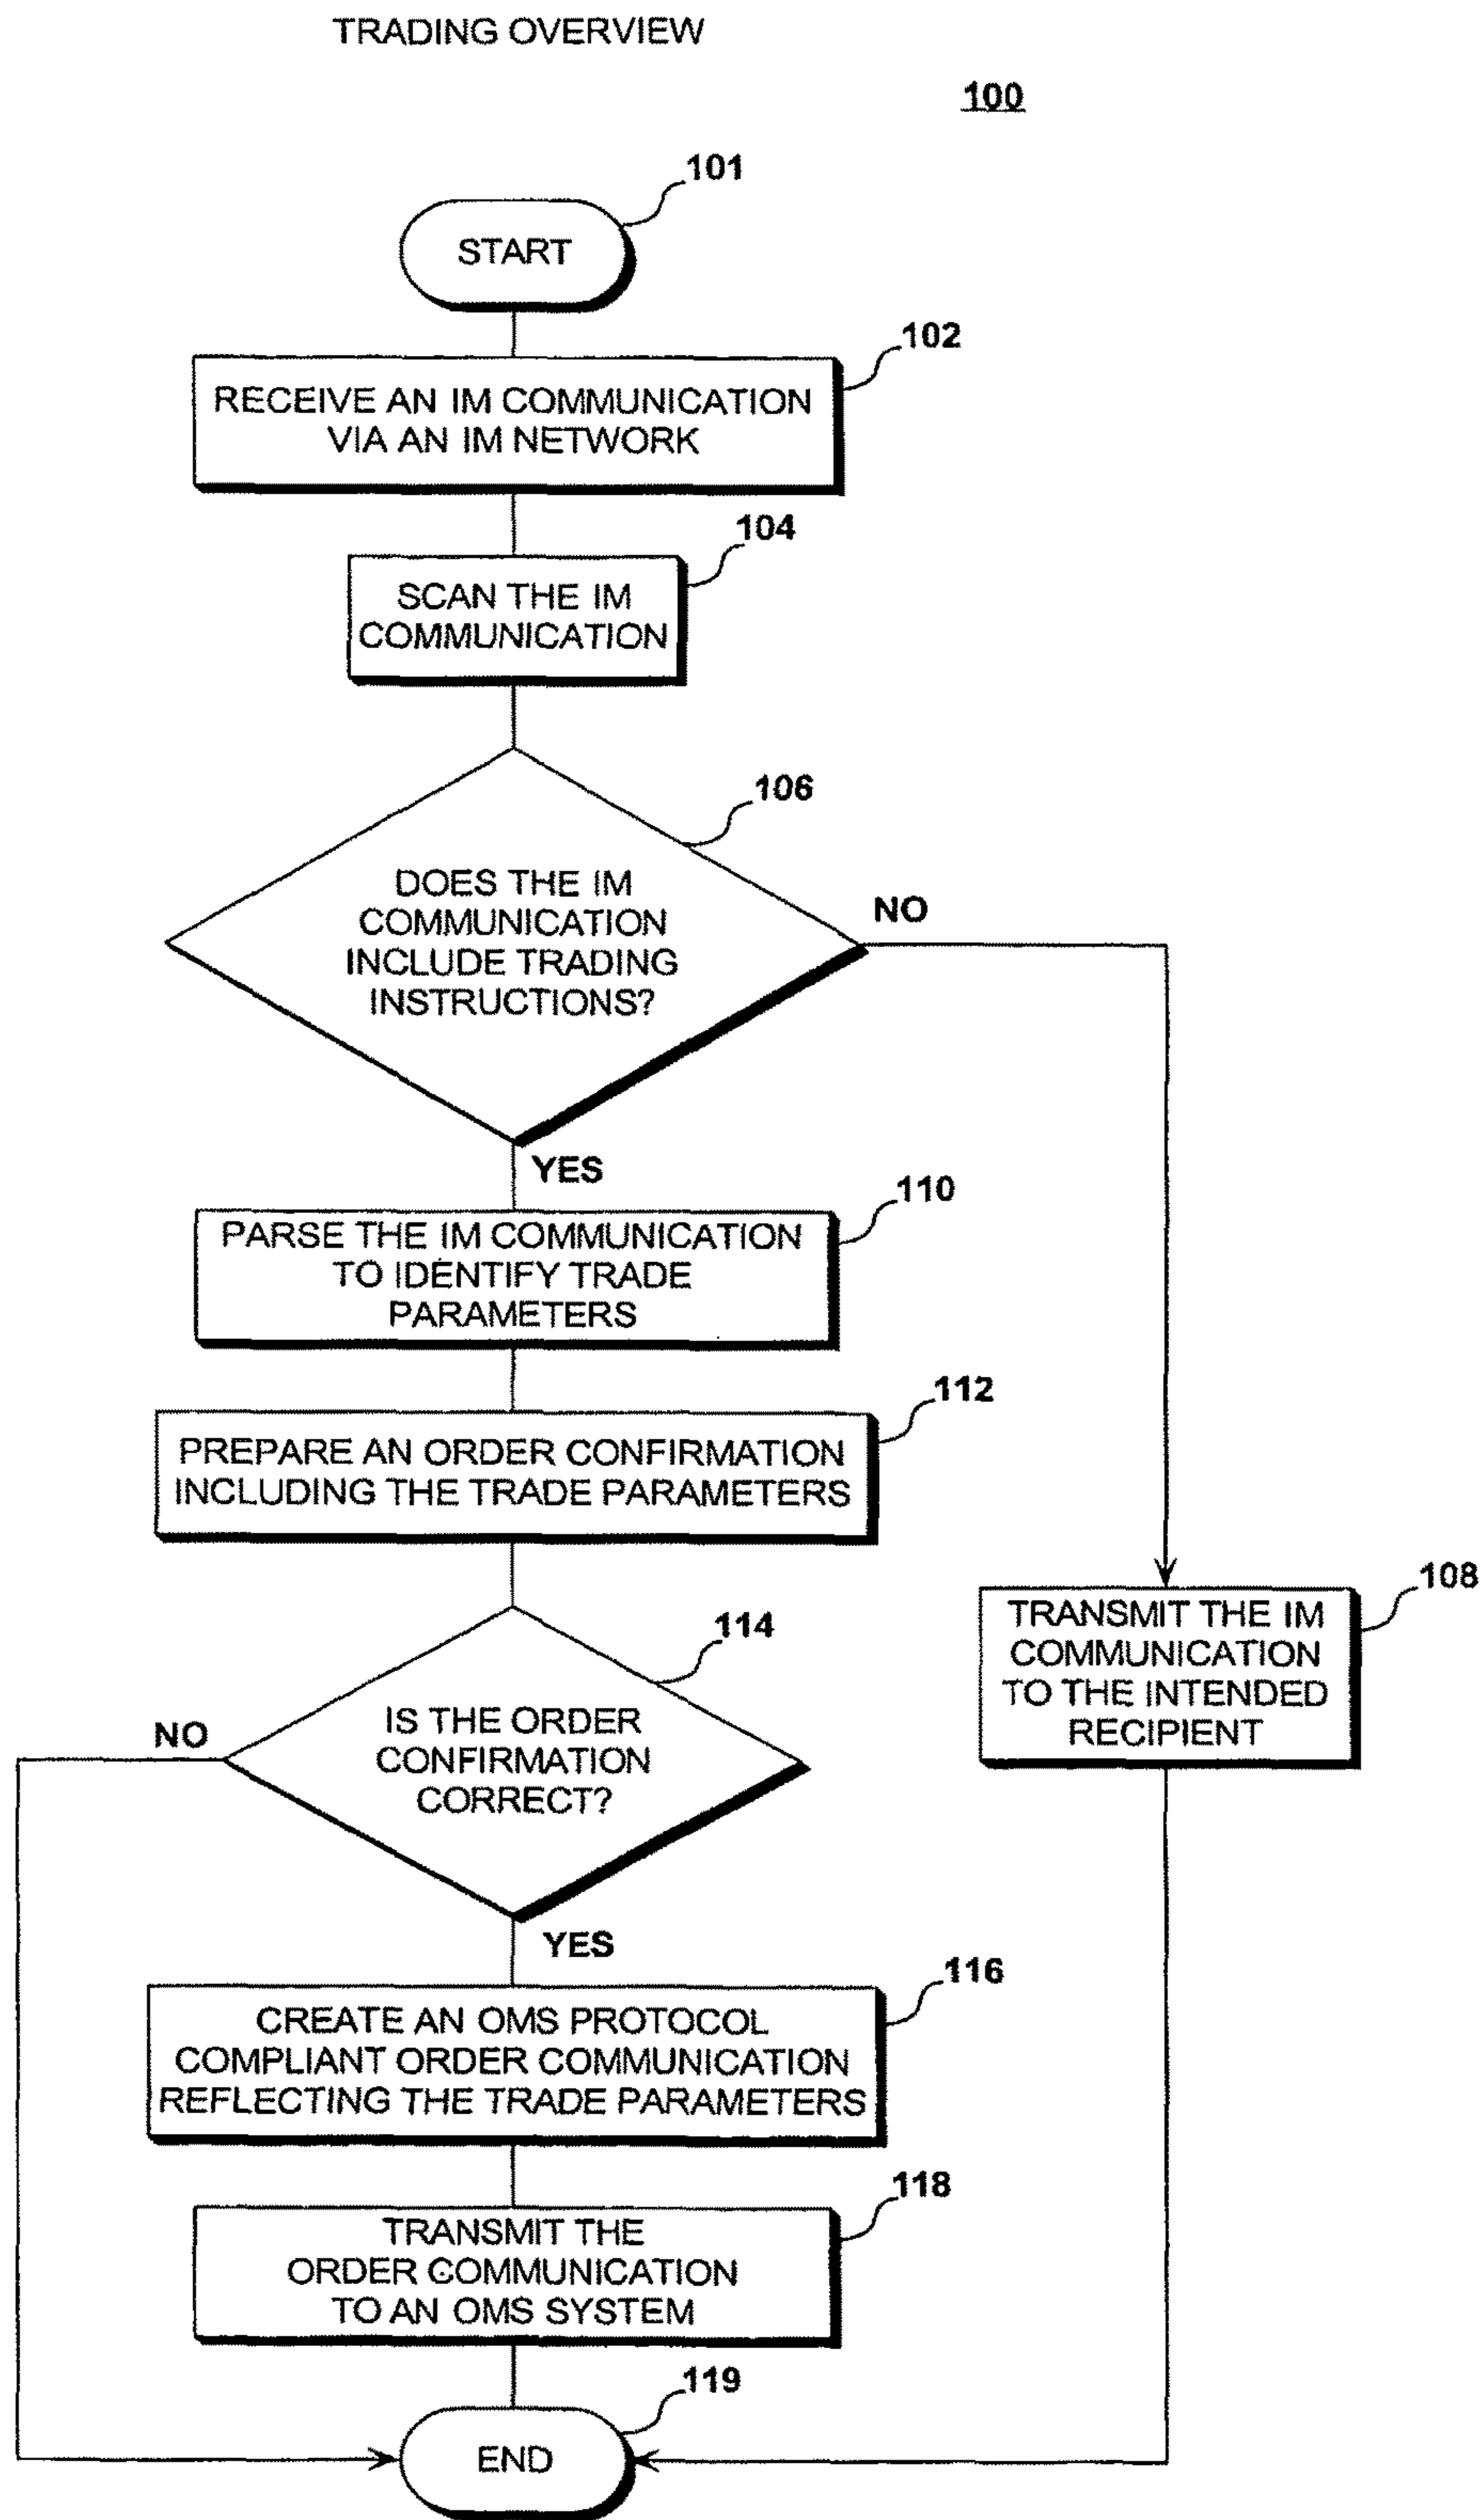 TRADING OVERVIEW
100
101
START
102
RECEIVE AN IM COMMUNICATION
VIA AN IM NETWORK
104
SCAN THE IM
COMMUNICATION
106
DOES THE IM
COMMUNICATION
INCLUDE TRADING
INSTRUCTIONS?
NO
YES
110
PARSE THE IM COMMUNICATION
TO IDENTIFY TRADE
PARAMETERS
112
PREPARE AN ORDER CONFIRMATION
INCLUDING THE TRADE PARAMETERS
108
TRANSMIT THE IM
COMMUNICATION
TO THE INTENDED
RECIPIENT
114
IS THE ORDER
CONFIRMATION
CORRECT?
NO
YES
116
CREATE AN OMS PROTOCOL
COMPLIANT ORDER COMMUNICATION
REFLECTING THE TRADE PARAMETERS
118
TRANSMIT THE
ORDER COMMUNICATION
TO AN OMS SYSTEM
119
END